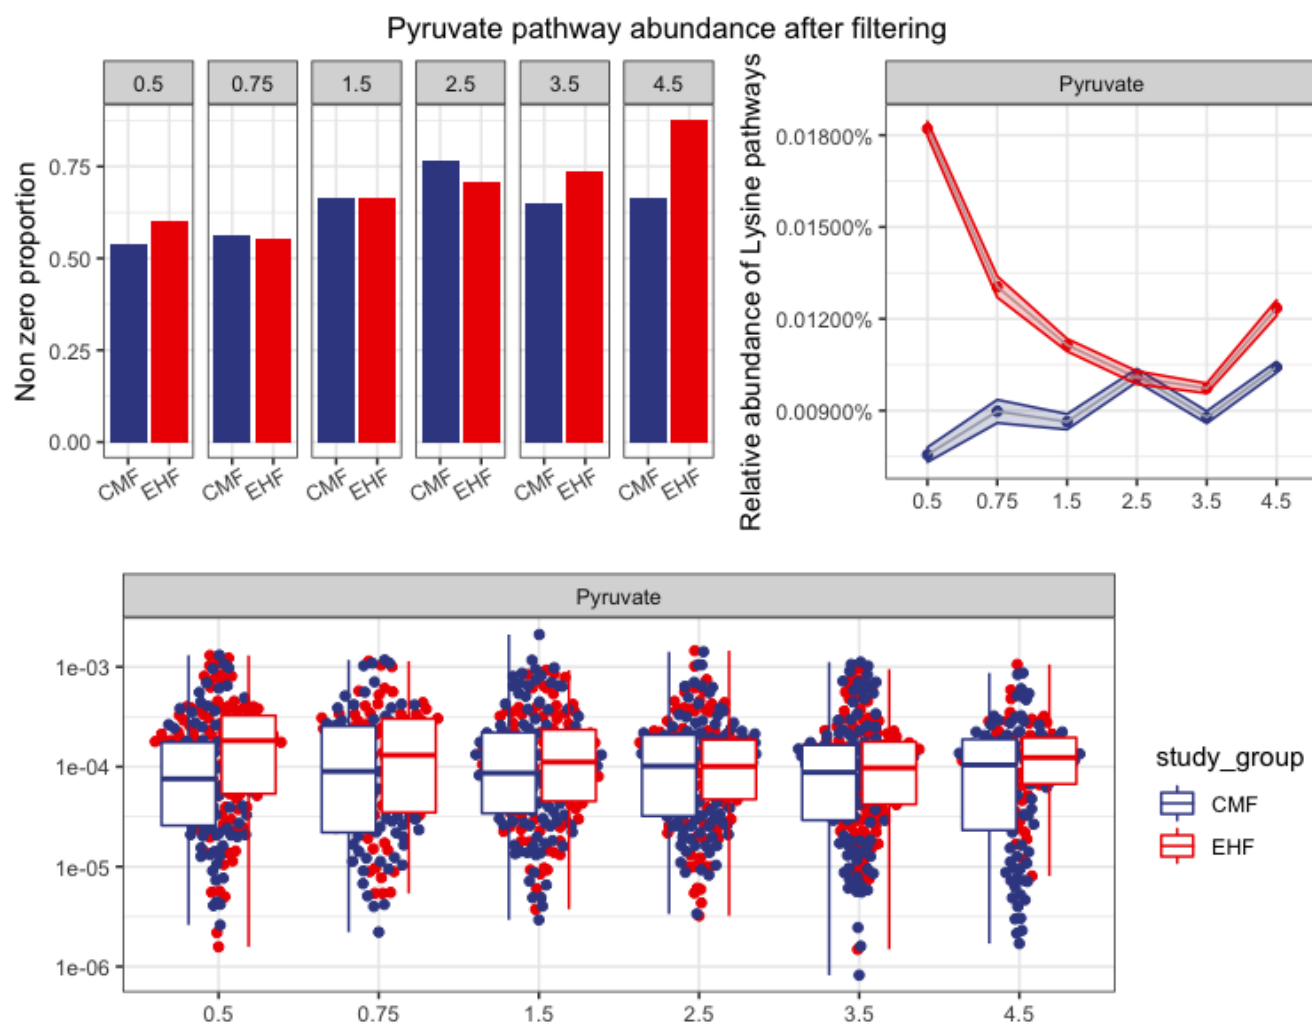 Pyruvate pathway abundance after filtering
0.5 0.75 1.5 2.5 3.5 4.5
Non zero proportion
0.75
0.50
0.25
0.00
CMF EHF CMF EHF CMF EHF CMF EHF CMF EHF CMF EHF
Relative abundance of Lysine pathways
Pyruvate
0.01800%
0.01500%
0.01200%
0.00900%
0.5 0.75 1.5 2.5 3.5 4.5
Pyruvate
1e-03
1e-04
1e-05
1e-06
0.5 0.75 1.5 2.5 3.5 4.5
study_group
CMF
EHF